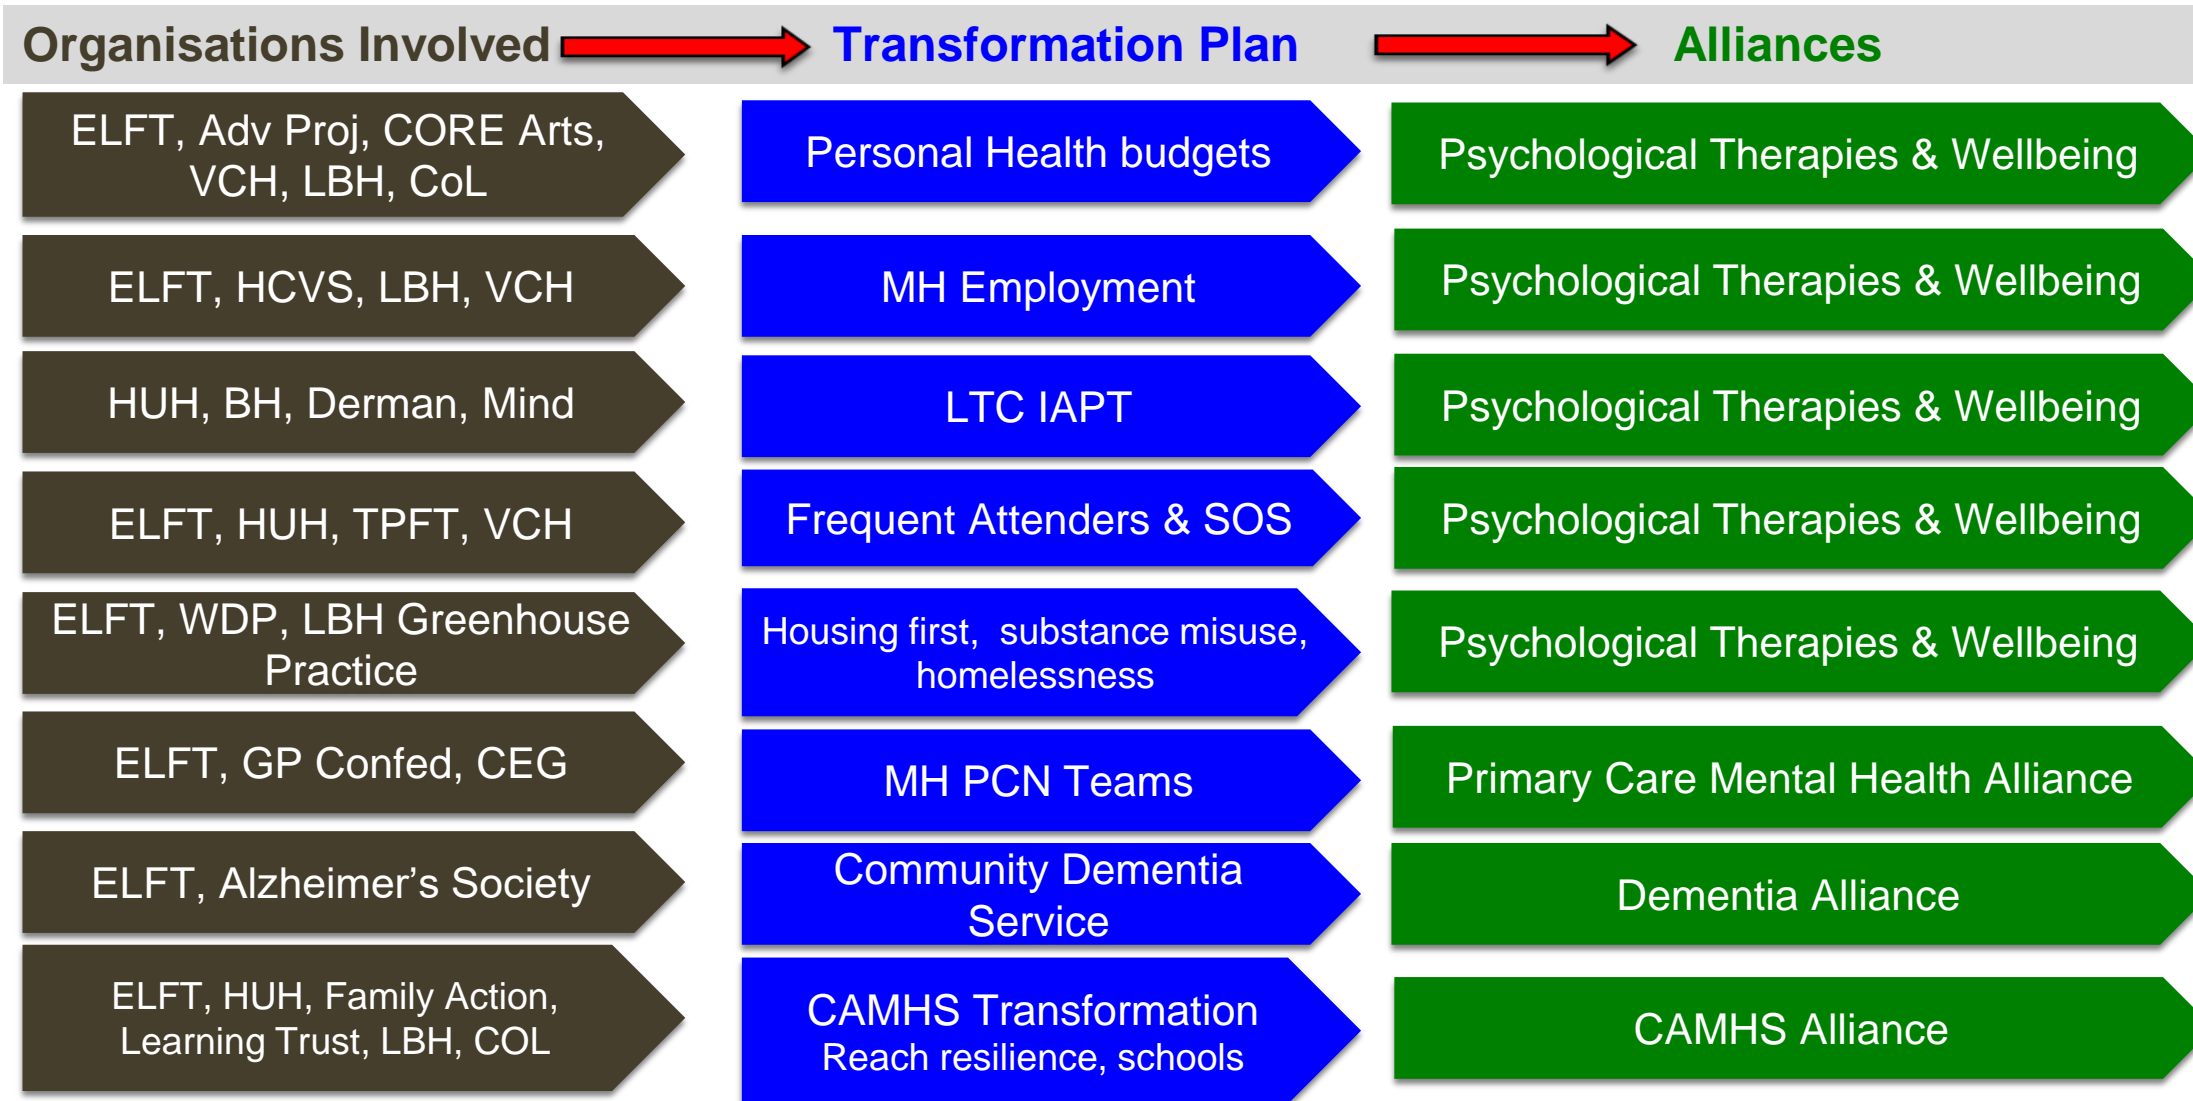 Organisations Involved Transformation Plan Alliances
ELFT, Adv Proj, CORE Arts,
VCH, LBH, CoL
Personal Health budgets
Psychological Therapies & Wellbeing
ELFT, HCVS, LBH, VCH
MH Employment
Psychological Therapies & Wellbeing
HUH, BH, Derman, Mind
LTC IAPT
Psychological Therapies & Wellbeing
ELFT, HUH, TPFT, VCH
Frequent Attenders & SOS
Psychological Therapies & Wellbeing
ELFT, WDP, LBH Greenhouse
Practice
Housing first, substance misuse,
homelessness
Psychological Therapies & Wellbeing
ELFT, GP Confed, CEG
MH PCN Teams
Primary Care Mental Health Alliance
ELFT, Alzheimer’s Society
Community Dementia
Service
Dementia Alliance
ELFT, HUH, Family Action,
Learning Trust, LBH, COL
CAMHS Transformation
Reach resilience, schools
CAMHS Alliance